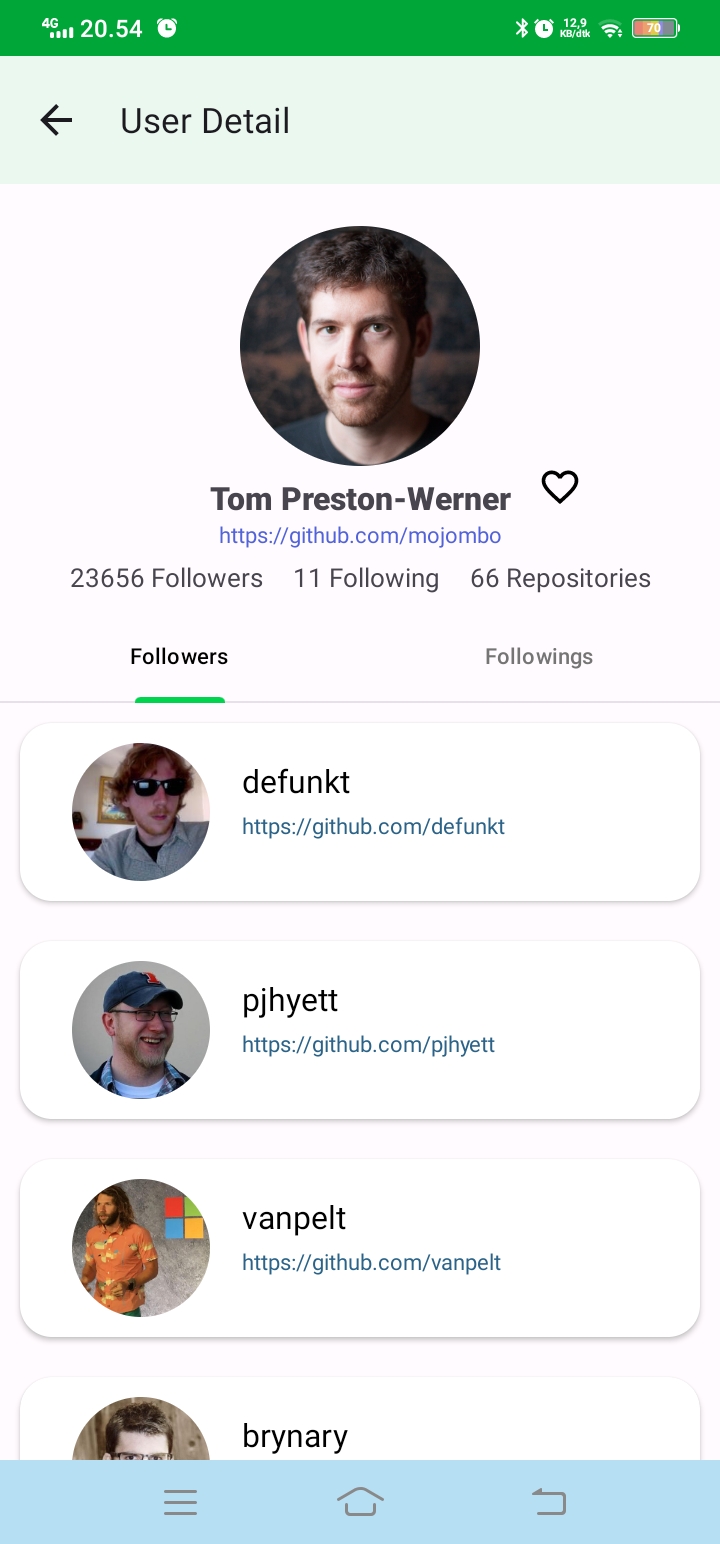 4G 20.54 12,9 KB/dtk 70
User Detail
Tom Preston-Werner
https://github.com/mojombo
23656 Followers 11 Following 66 Repositories
Followers Followings
defunkt
https://github.com/defunkt
pjhyett
https://github.com/pjhyett
vanpelt
https://github.com/vanpelt
brynary